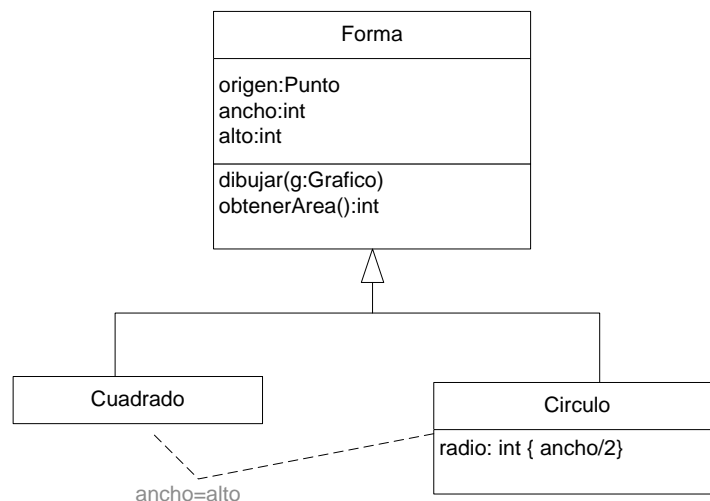 Forma
origen:Punto
ancho:int
alto:int
dibujar(g:Grafico)
obtenerArea():int
Cuadrado
Circulo
radio: int { ancho/2}
ancho=alto